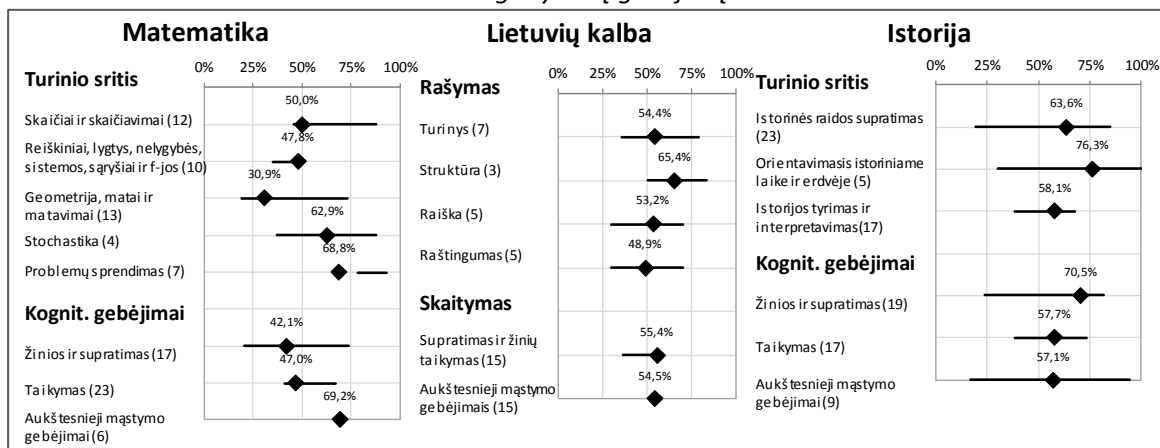 Matematika
0% 25% 50% 75% 100%
Turinio sritis
50,0%
Skaičiai ir skaičiavimai (12)
47,8%
Reiškiniai, lygtys, nelygybės,
sistemos, sąryšiai ir f-jos (10)
30,9%
Geometrija, matai ir
matavimai (13)
62,9%
Stochastika (4)
68,8%
Problemų sprendimas (7)
Kognit. gebėjimai
42,1%
Žinios ir supratimas (17)
47,0%
Taikymas (23)
69,2%
Aukštesnieji mąstymo
gebėjimai (6)
Lietuvių kalba
0% 25% 50% 75% 100%
Rašymas
54,4%
Turinys (7)
65,4%
Struktūra (3)
53,2%
Raiška (5)
48,9%
Raštingumas (5)
Skaitymas
55,4%
Supratimas ir žinių
taikymas (15)
54,5%
Aukštesnieji mąstymo
gebėjimais (15)
Istorija
0% 25% 50% 75% 100%
Turinio sritis
63,6%
Istorinės raidos supratimas
(23)
76,3%
Orientavimasis istoriniame
laike ir erdvėje (5)
58,1%
Istorijos tyrimas ir
interpretavimas (17)
Kognit. gebėjimai
70,5%
Žinios ir supratimas (19)
57,7%
Taikymas (17)
57,1%
Aukštesnieji mąstymo
gebėjimai (9)